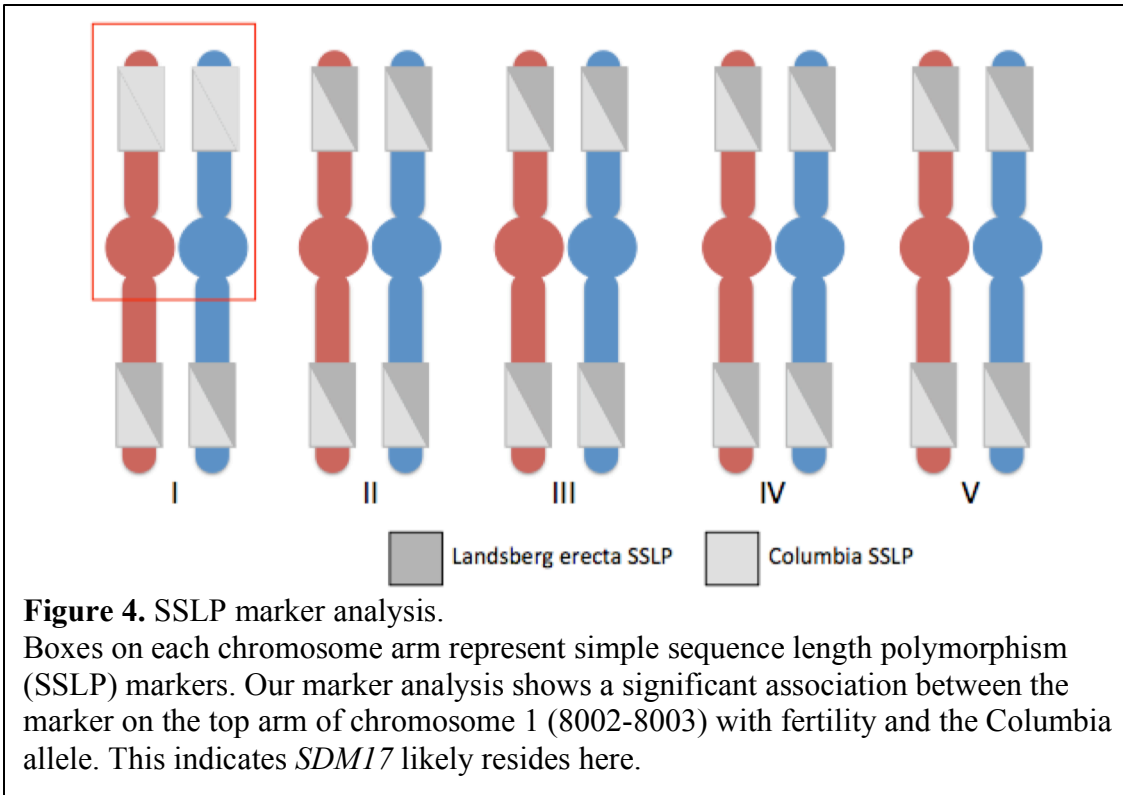 I II III IV V
Landsberg erecta SSLP Columbia SSLP
Figure 4. SSLP marker analysis.
Boxes on each chromosome arm represent simple sequence length polymorphism
(SSLP) markers. Our marker analysis shows a significant association between the
marker on the top arm of chromosome 1 (8002-8003) with fertility and the Columbia
allele. This indicates SDM17 likely resides here.